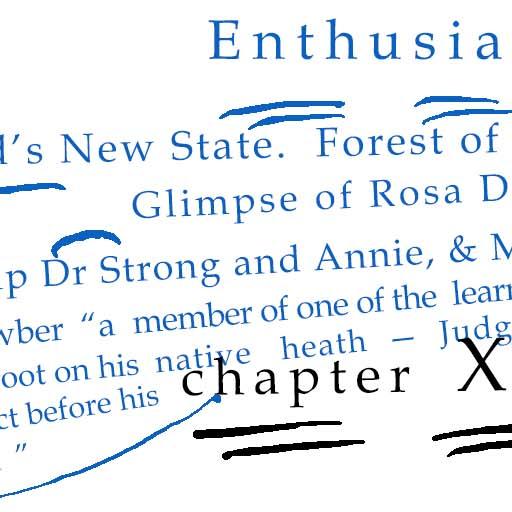 Enthusia
d's New State. Forest of
Glimpse of Rosa D
up Dr Strong and Annie, & M
wber “a member of one of the learn
oot on his native heath — Judg
ct before his
”
chapter X